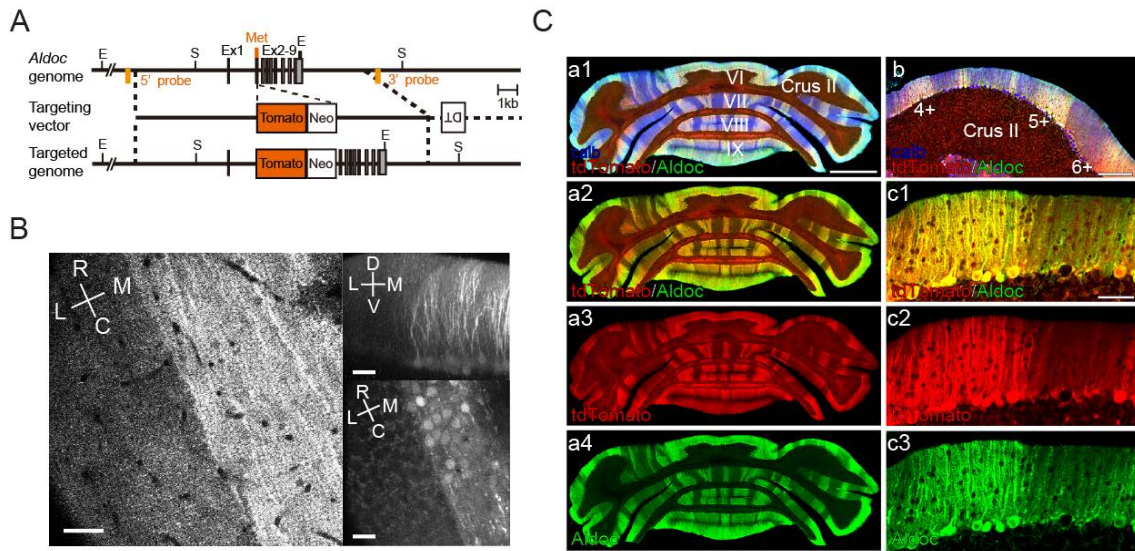 A
Aldoc
genome
E
S
Ex1
Met
Ex2-9
E
S
5' probe
3' probe
1kb
Targeting
vector
Tomato
Neo
DT
Targeted
genome
E
S
Tomato
Neo
E
S
B
R
L
M
C
D
L
M
V
R
L
M
C
C
a1
VI
VII
VIII
IX
Crus II
calb
tdTomato/Aldoc
a2
tdTomato/Aldoc
a3
tdTomato
a4
Aldoc
b
4+
5+
6+
Crus II
calb
tdTomato/Aldoc
c1
tdTomato/Aldoc
c2
tdTomato
c3
Aldoc